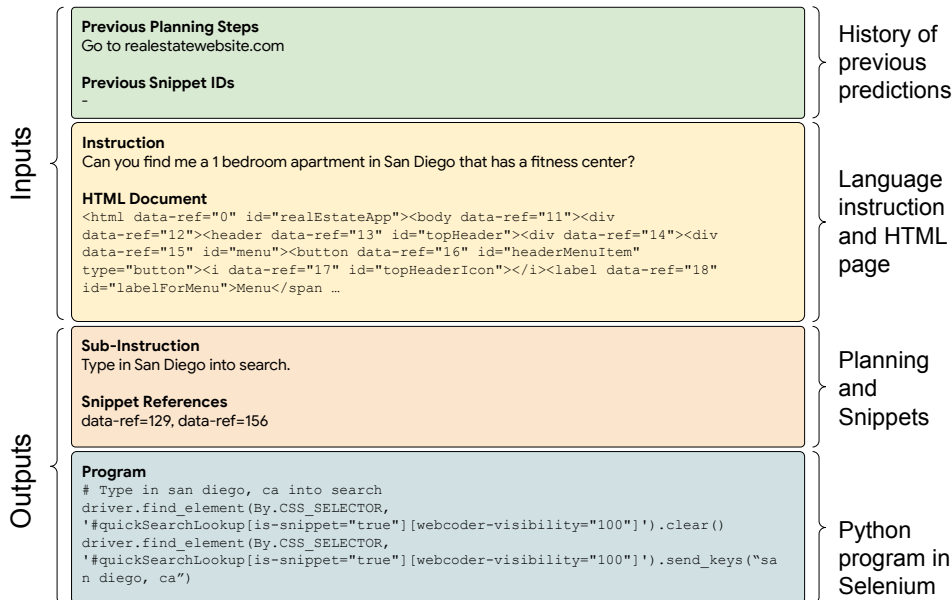 Inputs
Previous Planning Steps
Go to realestatewebsite.com
Previous Snippet IDs
-
History of
previous
predictions
Instruction
Can you find me a 1 bedroom apartment in San Diego that has a fitness center?
HTML Document
<html data-ref="0" id="realEstateApp"><body data-ref="11"><div
data-ref="12"><header data-ref="13" id="topHeader"><div data-ref="14"><div
data-ref="15" id="menu"><button data-ref="16" id="headerMenuItem"
type="button"><i data-ref="17" id="topHeaderIcon"></i><label data-ref="18"
id="labelForMenu">Menu</span …
Language
instruction
and HTML
page
Outputs
Sub-Instruction
Type in San Diego into search.
Snippet References
data-ref=129, data-ref=156
Planning
and
Snippets
Program
# Type in san diego, ca into search
driver.find_element(By.CSS_SELECTOR,
'#quickSearchLookup[is-snippet="true"][webcoder-visibility="100"]').clear()
driver.find_element(By.CSS_SELECTOR,
'#quickSearchLookup[is-snippet="true"][webcoder-visibility="100"]').send_keys(“sa
n diego, ca”)
Python
program in
Selenium